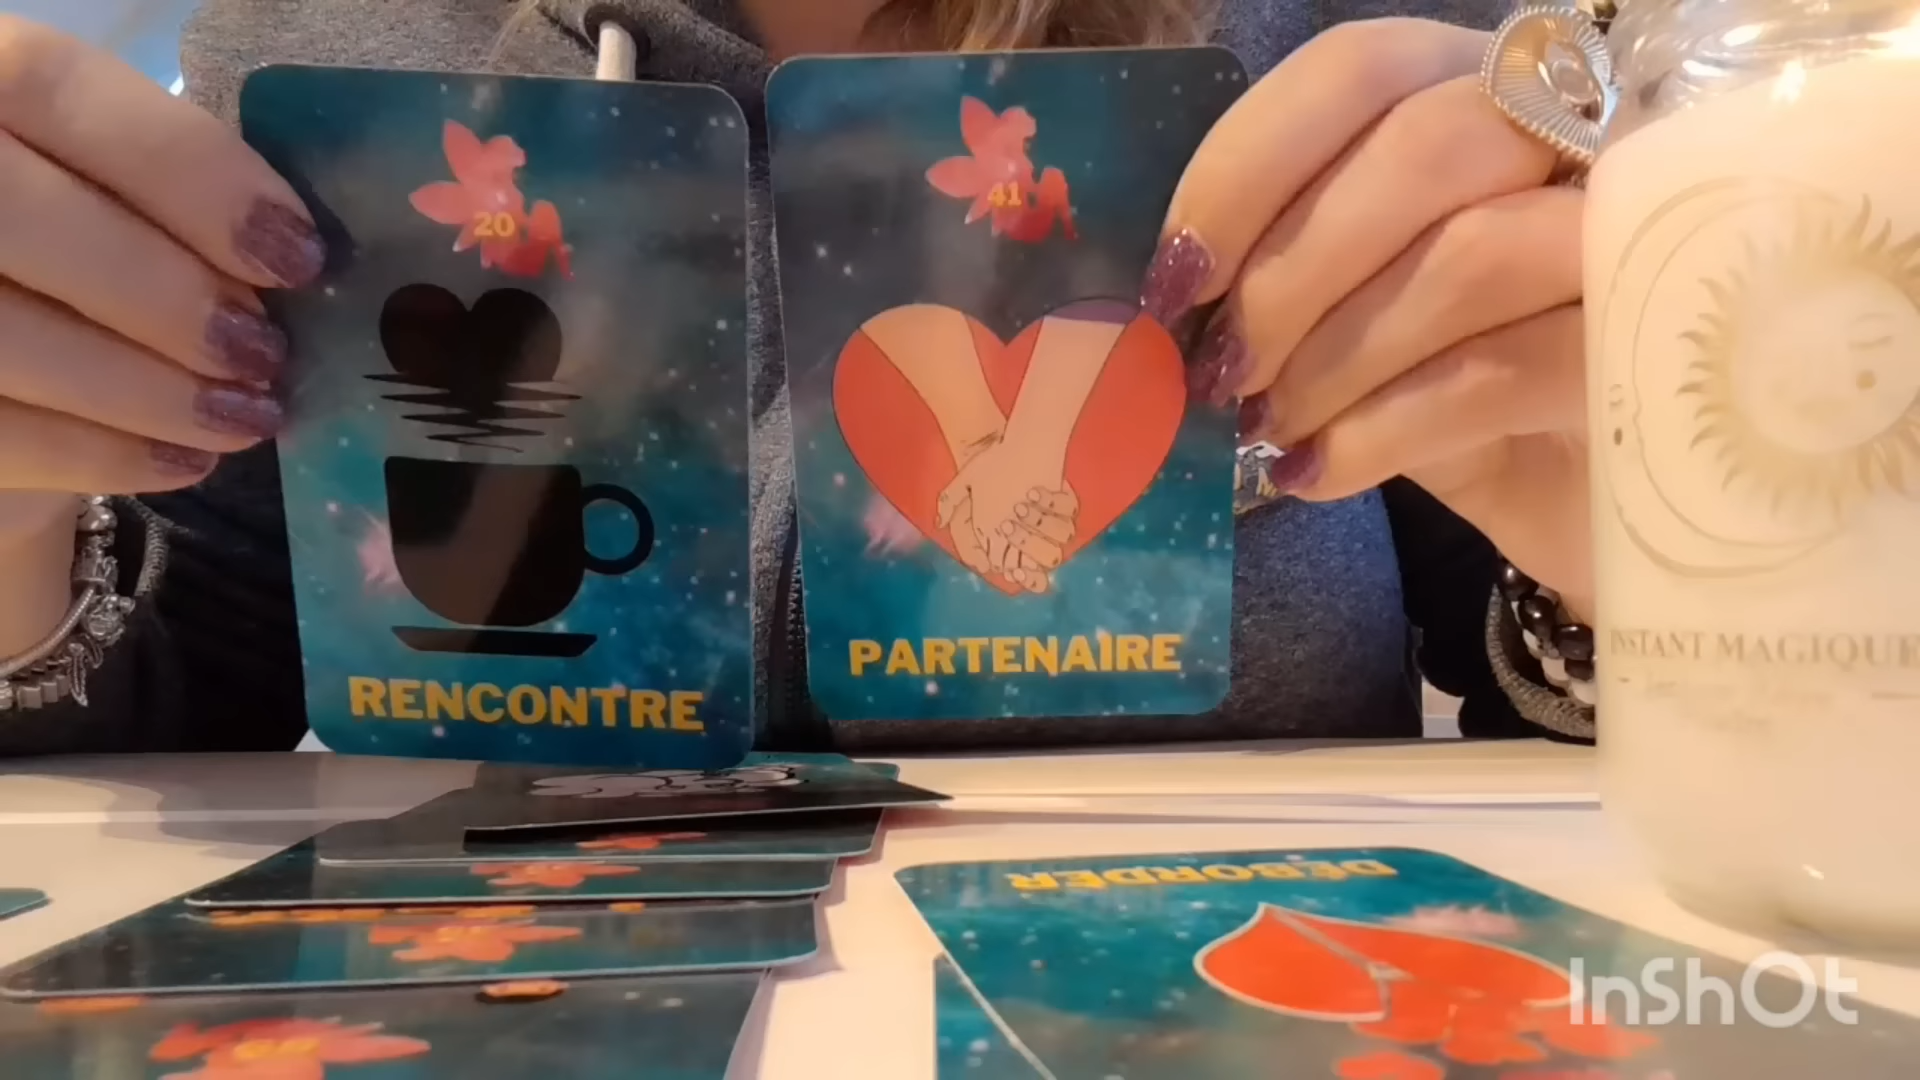 20
RENCONTRE
41
PARTENAIRE
INSTANT MAGIQUE
DÉBORDER
InShOt